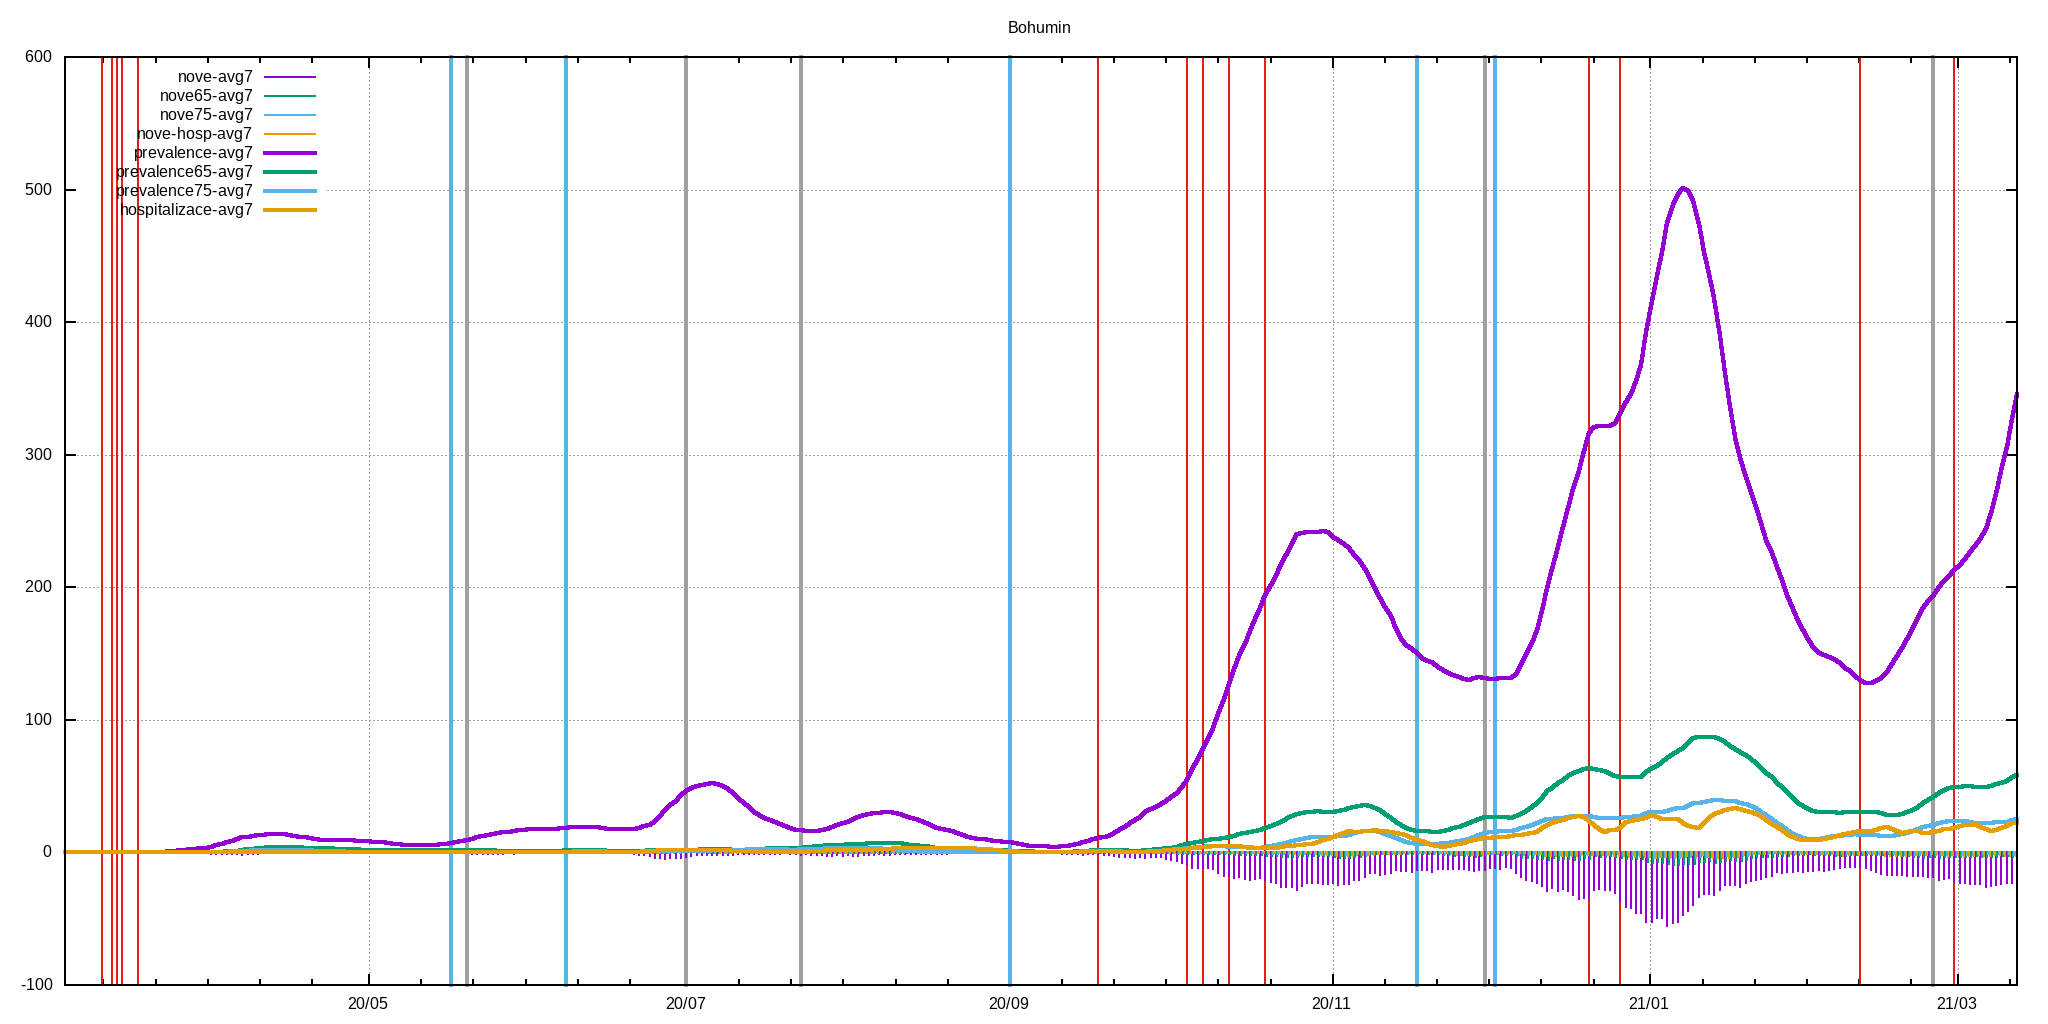 Bohumin
600
500
400
300
200
100
0
-100
nove-avg7
nove65-avg7
nove75-avg7
nove-hosp-avg7
prevalence-avg7
prevalence65-avg7
prevalence75-avg7
hospitalizace-avg7
20/05
20/07
20/09
20/11
21/01
21/03